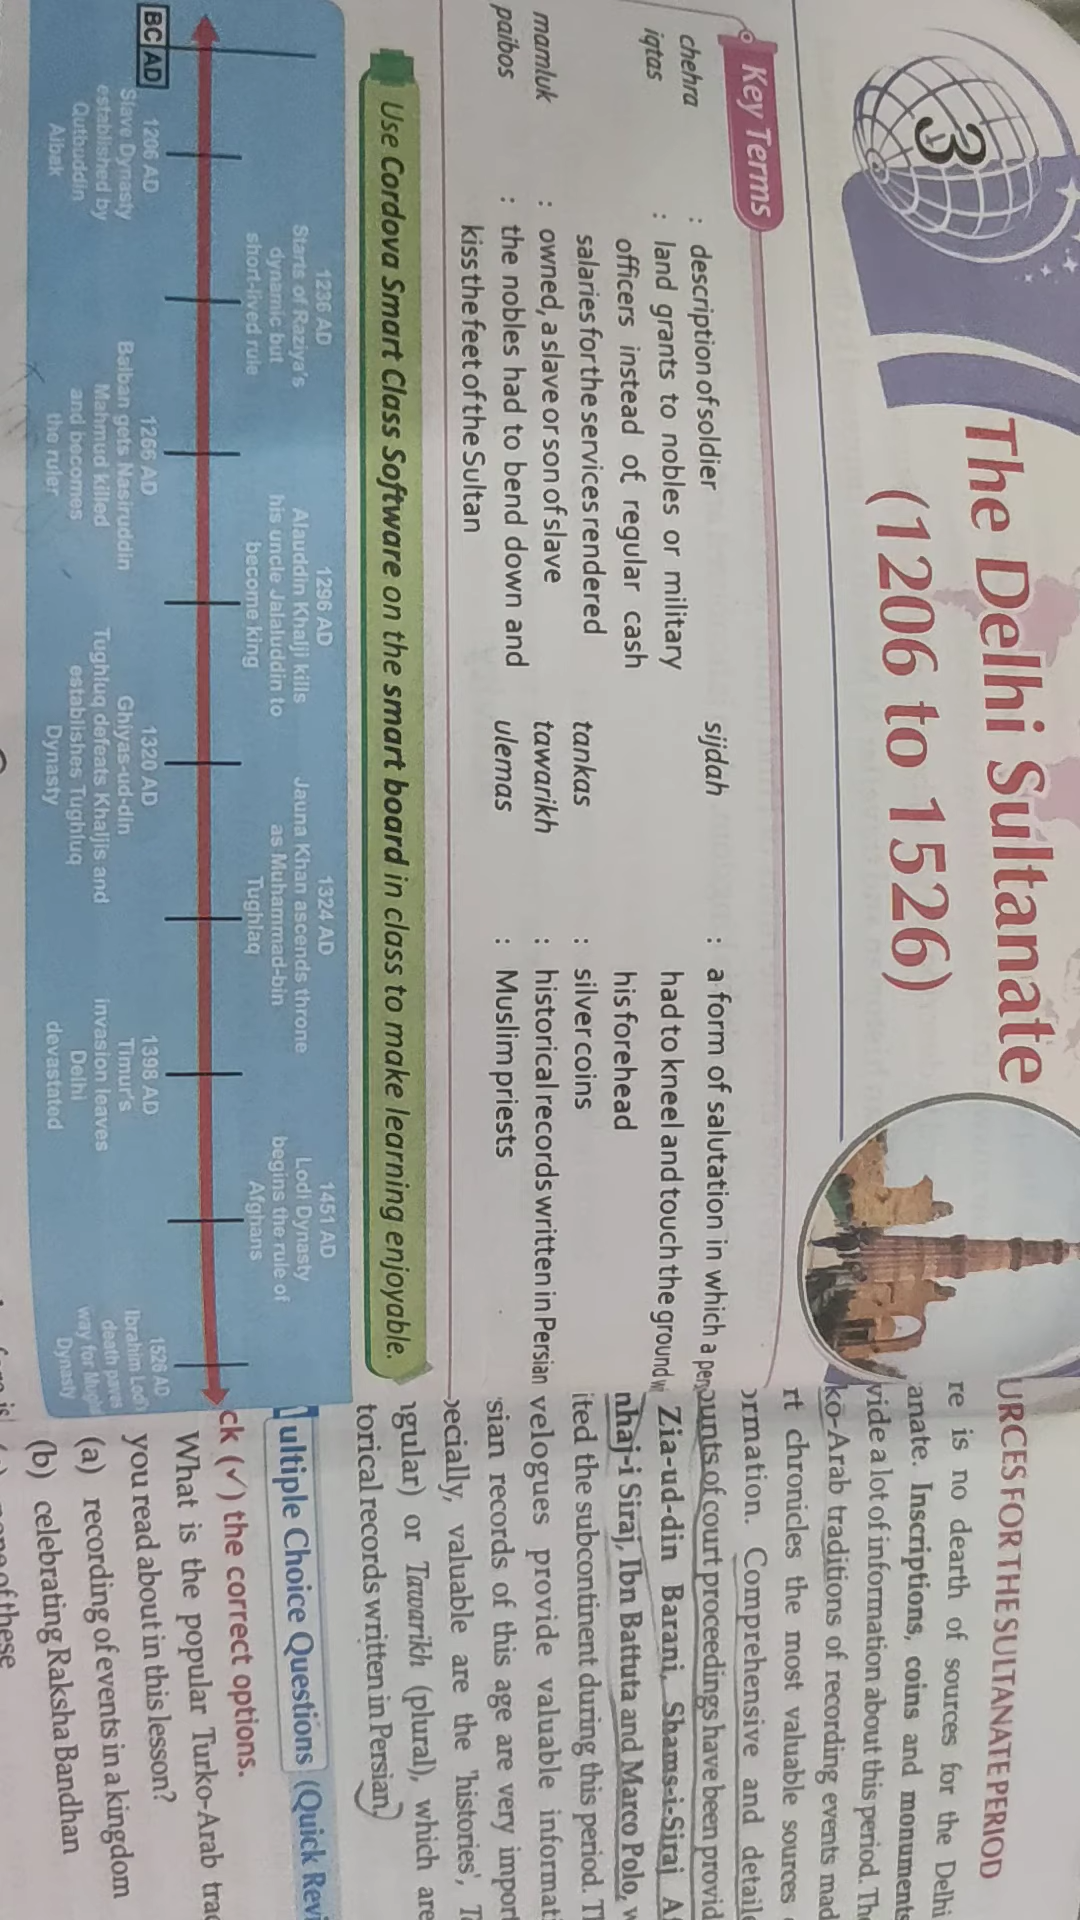 3
The Delhi Sultanate
(1206 to 1526)
Key Terms
chehra : description of soldier
iqtas : land grants to nobles or military
officers instead of regular cash
salaries for the services rendered
mamluk : owned, a slave or son of slave
paibos : the nobles had to bend down and
kiss the feet of the Sultan
sijdah : a form of salutation in which a
had to kneel and touch the ground
his forehead
tankas : silver coins
tawarikh : historical records written in Persian
ulemas : Muslim priests
Use Cordova Smart Class Software on the smart board in class to make learning enjoyable.
1236 AD
Starts of Raziya's
dynamic but
short-lived rule
1296 AD
Alauddin Khalji kills
his uncle Jalaluddin to
become king
1324 AD
Jauna Khan ascends throne
as Muhammad-bin
Tughlaq
1451 AD
Lodi Dynasty
begins the rule of
Afghans
BC AD
1206 AD
Slave Dynasty
established by
Qutbuddin
Aibak
1266 AD
Balban gets Nasiruddin
Mahmud killed
and becomes
the ruler
1320 AD
Ghiyas-ud-din
Tughluq defeats Khaljis and
establishes Tughluq
Dynasty
1398 AD
Timur's
invasion leaves
Delhi
devastated
1526 AD
Ibrahim Lodi's
death paves
way for Mughal
Dynasty
URCES FOR THE SULTANATE PERIOD
re is no dearth of sources for the Delhi
anate. Inscriptions, coins and monuments
vide a lot of information about this period. The
ko-Arab traditions of recording events mad
rt chronicles the most valuable sources
ormation. Comprehensive and detaile
ounts of court proceedings have been provid
Zia-ud-din Barani, Shams-i-Siraj A
nhaj-i Siraj, Ibn Battuta and Marco Polo, w
ited the subcontinent during this period. T
velogues provide valuable informat
sian records of this age are very impor
pecially, valuable are the 'histories', T
ngular) or Tawarikh (plural), which are
torical records written in Persian)
ultiple Choice Questions (Quick Revi
ck (✓) the correct options.
What is the popular Turko-Arab trad
you read about in this lesson?
(a) recording of events in a kingdom
(b) celebrating Raksha Bandhan
none of these